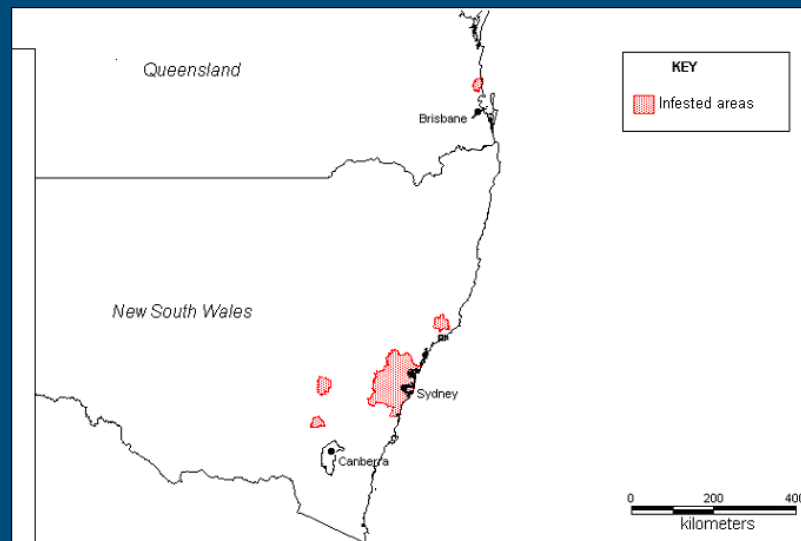 Queensland
KEY
Infested areas
Brisbane
New South Wales
Sydney
Canberra
0 200 400
kilometers